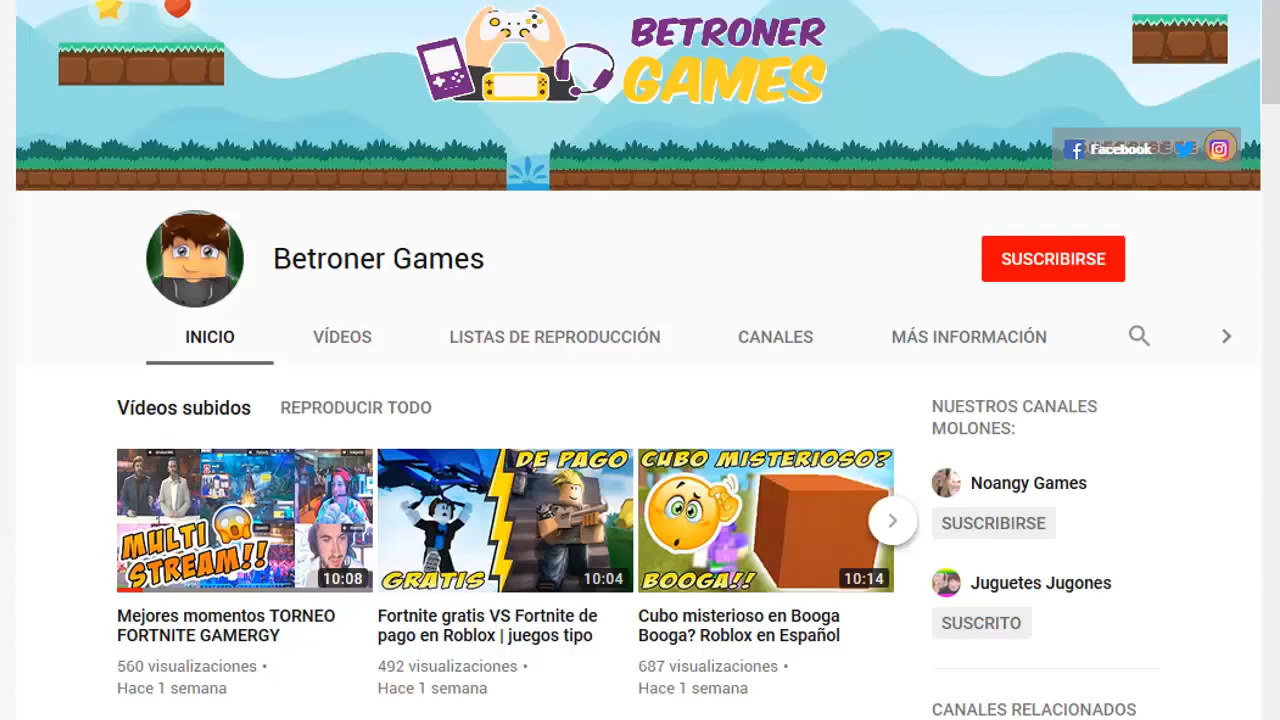 BETRONER
GAMES
Facebook
Betroner Games
SUSCRIBIRSE
INICIO
VÍDEOS
LISTAS DE REPRODUCCIÓN
CANALES
MÁS INFORMACIÓN
Vídeos subidos
REPRODUCIR TODO
MULTI
STREAM!!
10:08
Mejores momentos TORNEO
FORTNITE GAMERGY
560 visualizaciones •
Hace 1 semana
DE PAGO
GRATIS
10:04
Fortnite gratis VS Fortnite de
pago en Roblox | juegos tipo
492 visualizaciones •
Hace 1 semana
CUBO MISTERIOSO?
BOOGA!!
10:14
Cubo misterioso en Booga
Booga? Roblox en Español
687 visualizaciones •
Hace 1 semana
NUESTROS CANALES
MOLONES:
Noangy Games
SUSCRIBIRSE
Juguetes Jugones
SUSCRITO
CANALES RELACIONADOS